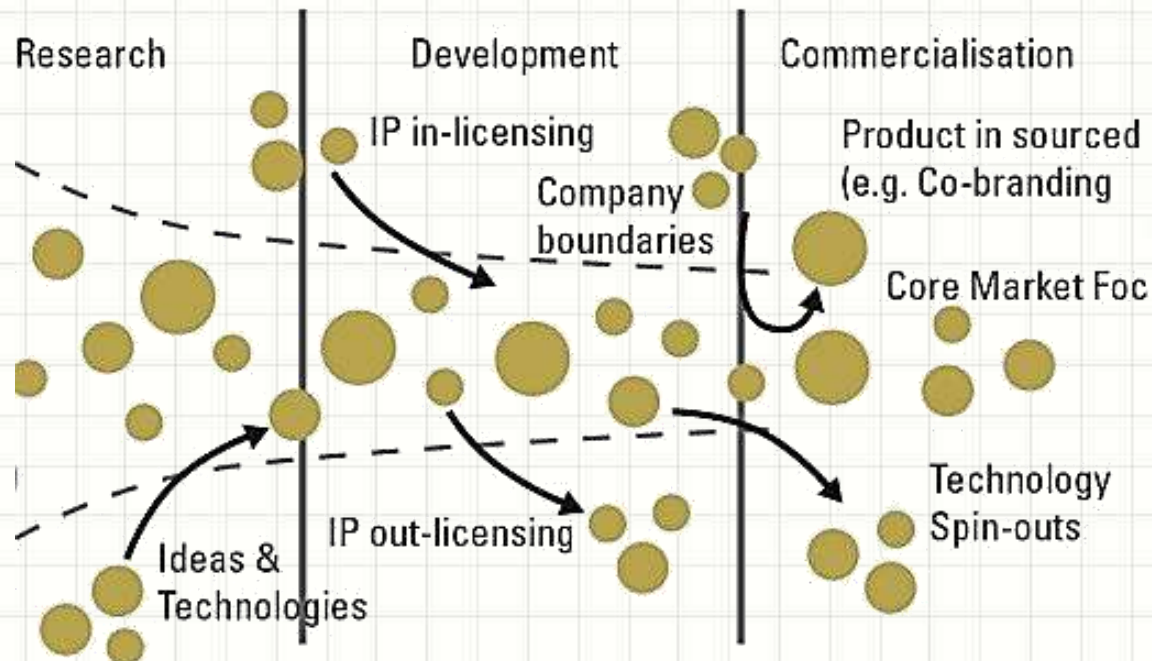 Research
Development
Commercialisation
IP in-licensing
Product in sourced
(e.g. Co-branding
Company
boundaries
Core Market Foc
Technology
Spin-outs
IP out-licensing
Ideas &
Technologies